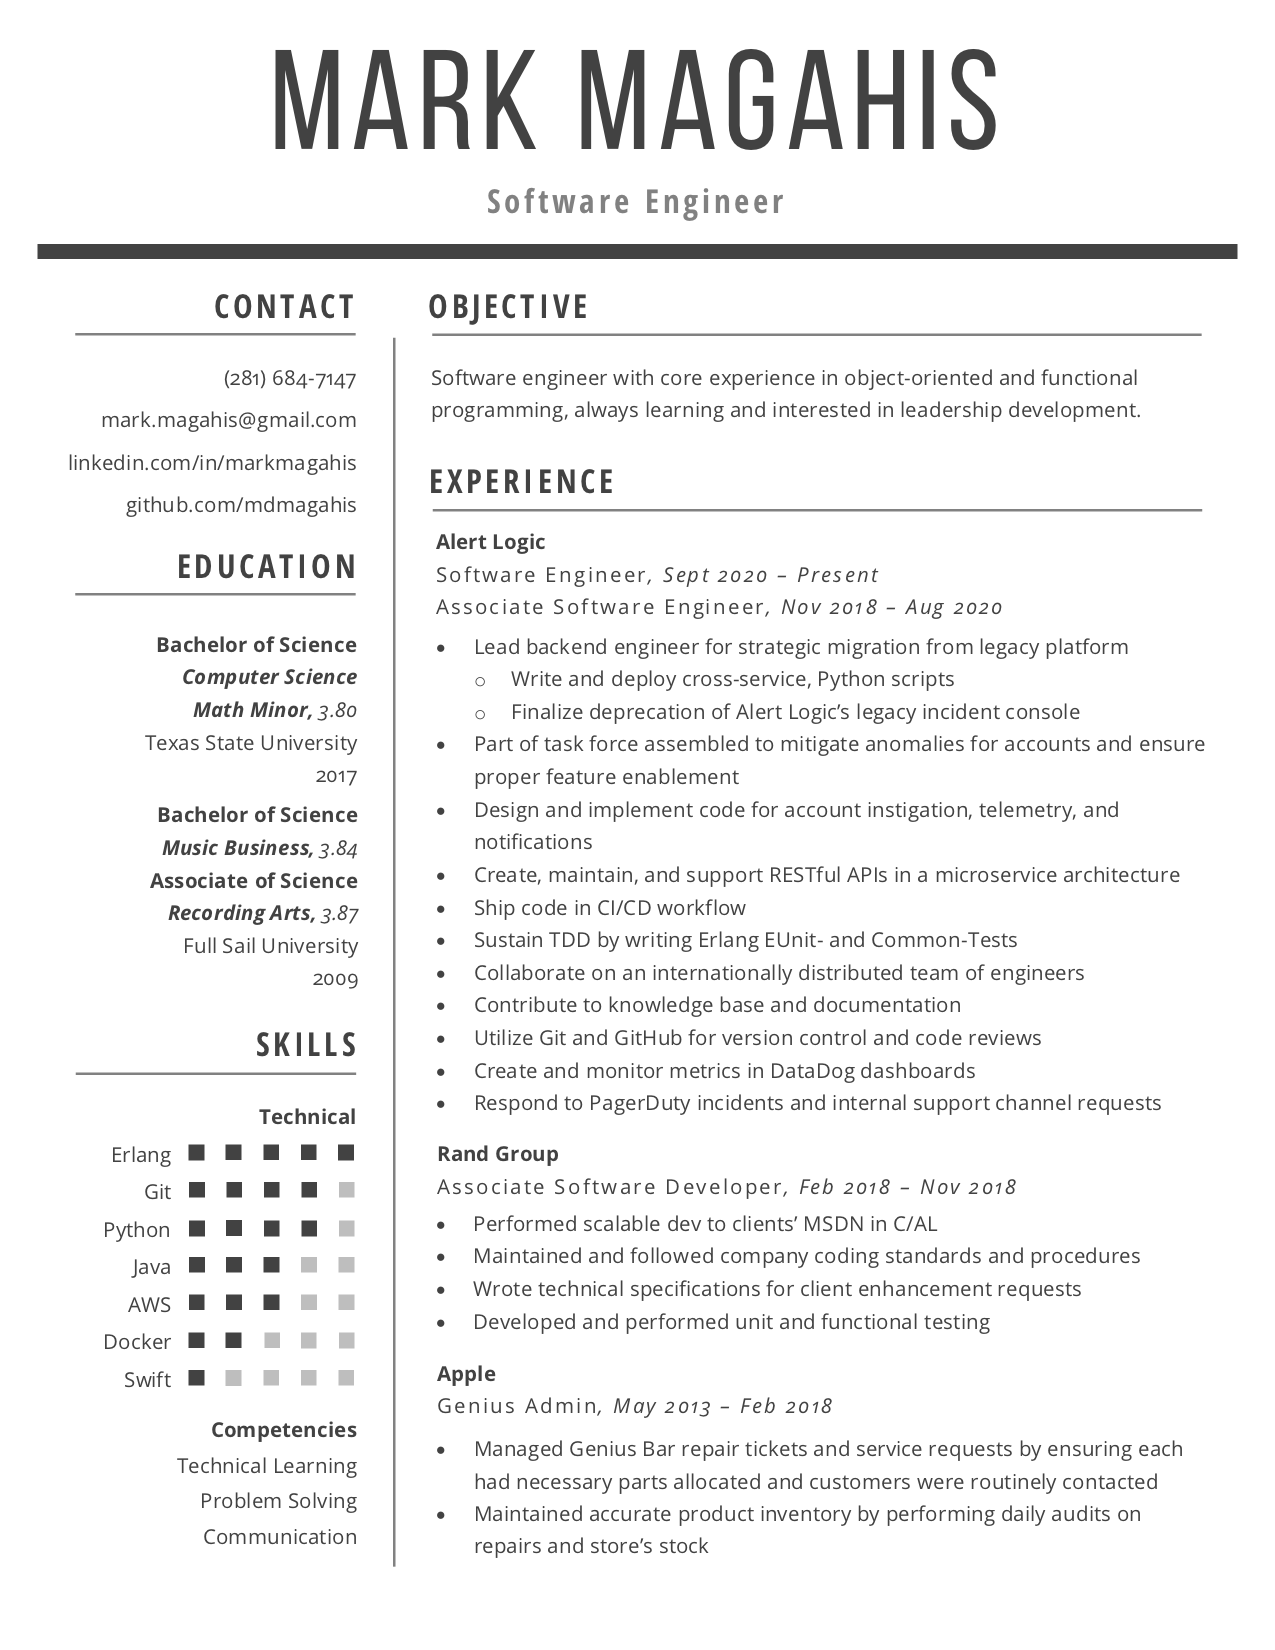 MARK MAGAHIS
Software Engineer
CONTACT
(281) 684-7147
mark.magahis@gmail.com
linkedin.com/in/markmagahis
github.com/mdmagahis
EDUCATION
Bachelor of Science
Computer Science
Math Minor, 3.80
Texas State University
2017
Bachelor of Science
Music Business, 3.84
Associate of Science
Recording Arts, 3.87
Full Sail University
2009
SKILLS
Technical
Erlang
Git
Python
Java
AWS
Docker
Swift
Competencies
Technical Learning
Problem Solving
Communication
OBJECTIVE
Software engineer with core experience in object-oriented and functional
programming, always learning and interested in leadership development.
EXPERIENCE
Alert Logic
Software Engineer, Sept 2020 – Present
Associate Software Engineer, Nov 2018 – Aug 2020
• Lead backend engineer for strategic migration from legacy platform
○ Write and deploy cross-service, Python scripts
○ Finalize deprecation of Alert Logic’s legacy incident console
• Part of task force assembled to mitigate anomalies for accounts and ensure
proper feature enablement
• Design and implement code for account instigation, telemetry, and
notifications
• Create, maintain, and support RESTful APIs in a microservice architecture
• Ship code in CI/CD workflow
• Sustain TDD by writing Erlang EUnit- and Common-Tests
• Collaborate on an internationally distributed team of engineers
• Contribute to knowledge base and documentation
• Utilize Git and GitHub for version control and code reviews
• Create and monitor metrics in DataDog dashboards
• Respond to PagerDuty incidents and internal support channel requests
Rand Group
Associate Software Developer, Feb 2018 – Nov 2018
• Performed scalable dev to clients’ MSDN in C/AL
• Maintained and followed company coding standards and procedures
• Wrote technical specifications for client enhancement requests
• Developed and performed unit and functional testing
Apple
Genius Admin, May 2013 – Feb 2018
• Managed Genius Bar repair tickets and service requests by ensuring each
had necessary parts allocated and customers were routinely contacted
• Maintained accurate product inventory by performing daily audits on
repairs and store’s stock